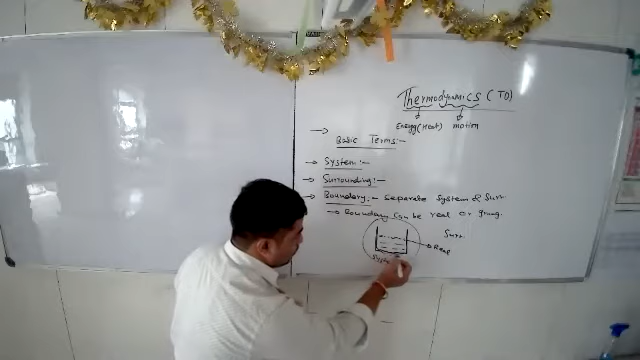 Thermodynamics (TD)
Energy (Heat) motion
→ Basic Terms:-
→ System:-
→ Surrounding:-
→ Boundary:- Separate System & Surr
→ Boundary can be real or
Surr
Real